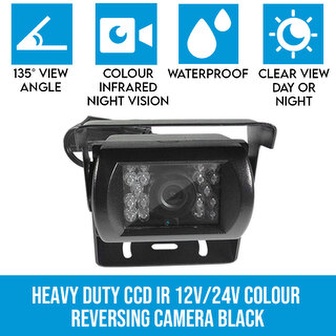 135° VIEW ANGLE
COLOUR INFRARED NIGHT VISION
WATERPROOF
CLEAR VIEW DAY OR NIGHT
HEAVY DUTY CCD IR 12V/24V COLOUR
REVERSING CAMERA BLACK